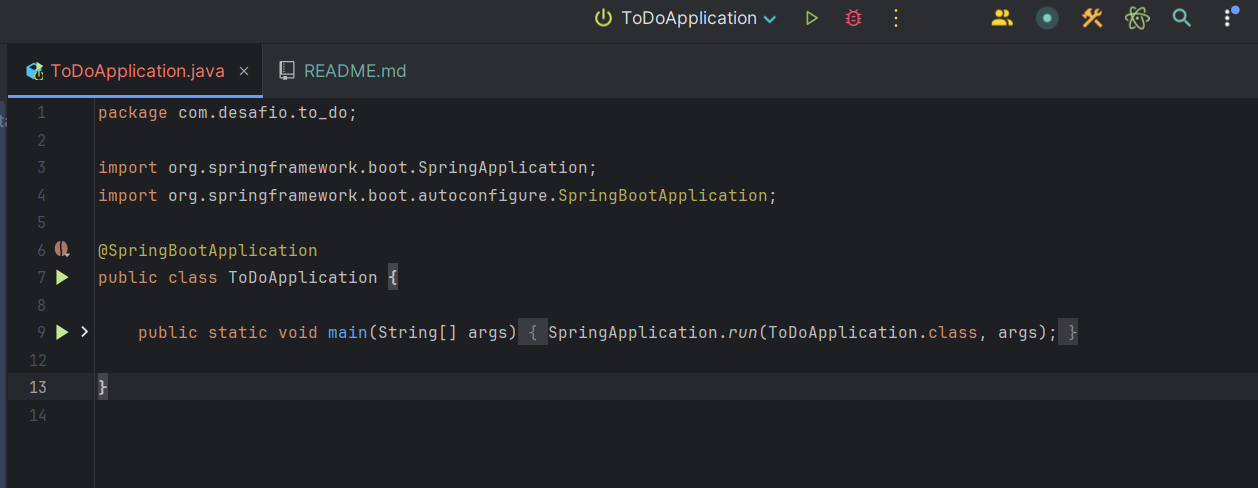 ToDoApplication
ToDoApplication.java × README.md
1 package com.desafio.to_do;
2
3 import org.springframework.boot.SpringApplication;
4 import org.springframework.boot.autoconfigure.SpringBootApplication;
5
6 @SpringBootApplication
7 public class ToDoApplication {
8
9 public static void main(String[] args) { SpringApplication.run(ToDoApplication.class, args); }
12
13 }
14